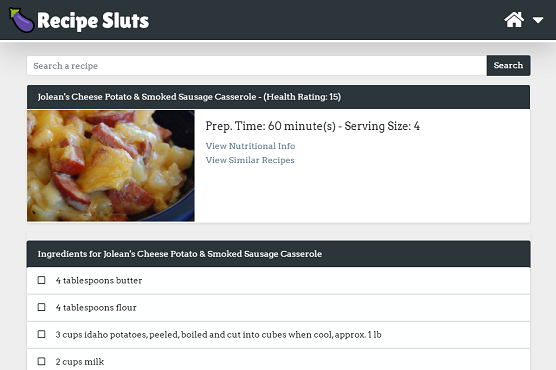 Recipe Sluts
Search a recipe
Search
Jolean's Cheese Potato & Smoked Sausage Casserole - (Health Rating: 15)
Prep. Time: 60 minute(s) - Serving Size: 4
View Nutritional Info
View Similar Recipes
Ingredients for Jolean's Cheese Potato & Smoked Sausage Casserole
4 tablespoons butter
4 tablespoons flour
3 cups idaho potatoes, peeled, boiled and cut into cubes when cool, approx. 1 lb
2 cups milk